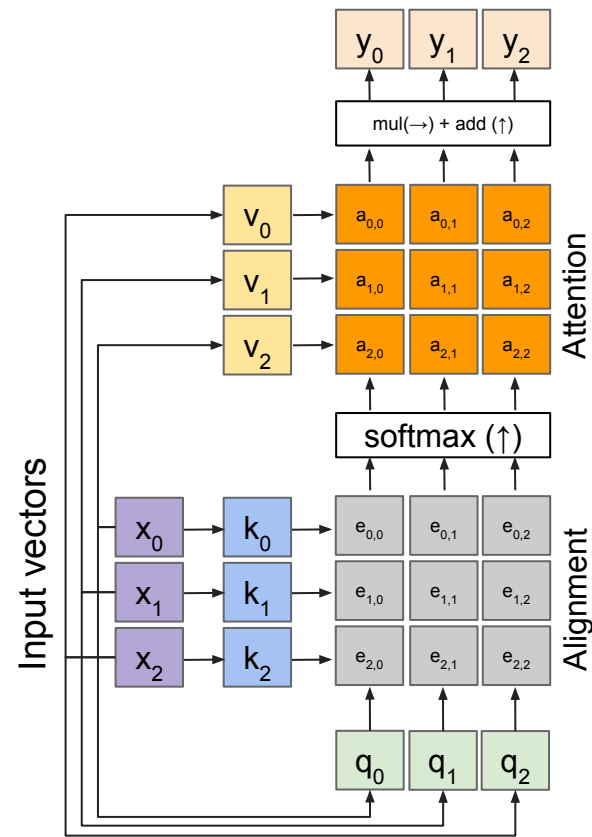 y0 y1 y2
mul(→) + add (↑)
v0 a0,0 a0,1 a0,2
v1 a1,0 a1,1 a1,2
v2 a2,0 a2,1 a2,2
Attention
softmax (↑)
Input vectors
x0 k0 e0,0 e0,1 e0,2
x1 k1 e1,0 e1,1 e1,2
x2 k2 e2,0 e2,1 e2,2
Alignment
q0 q1 q2